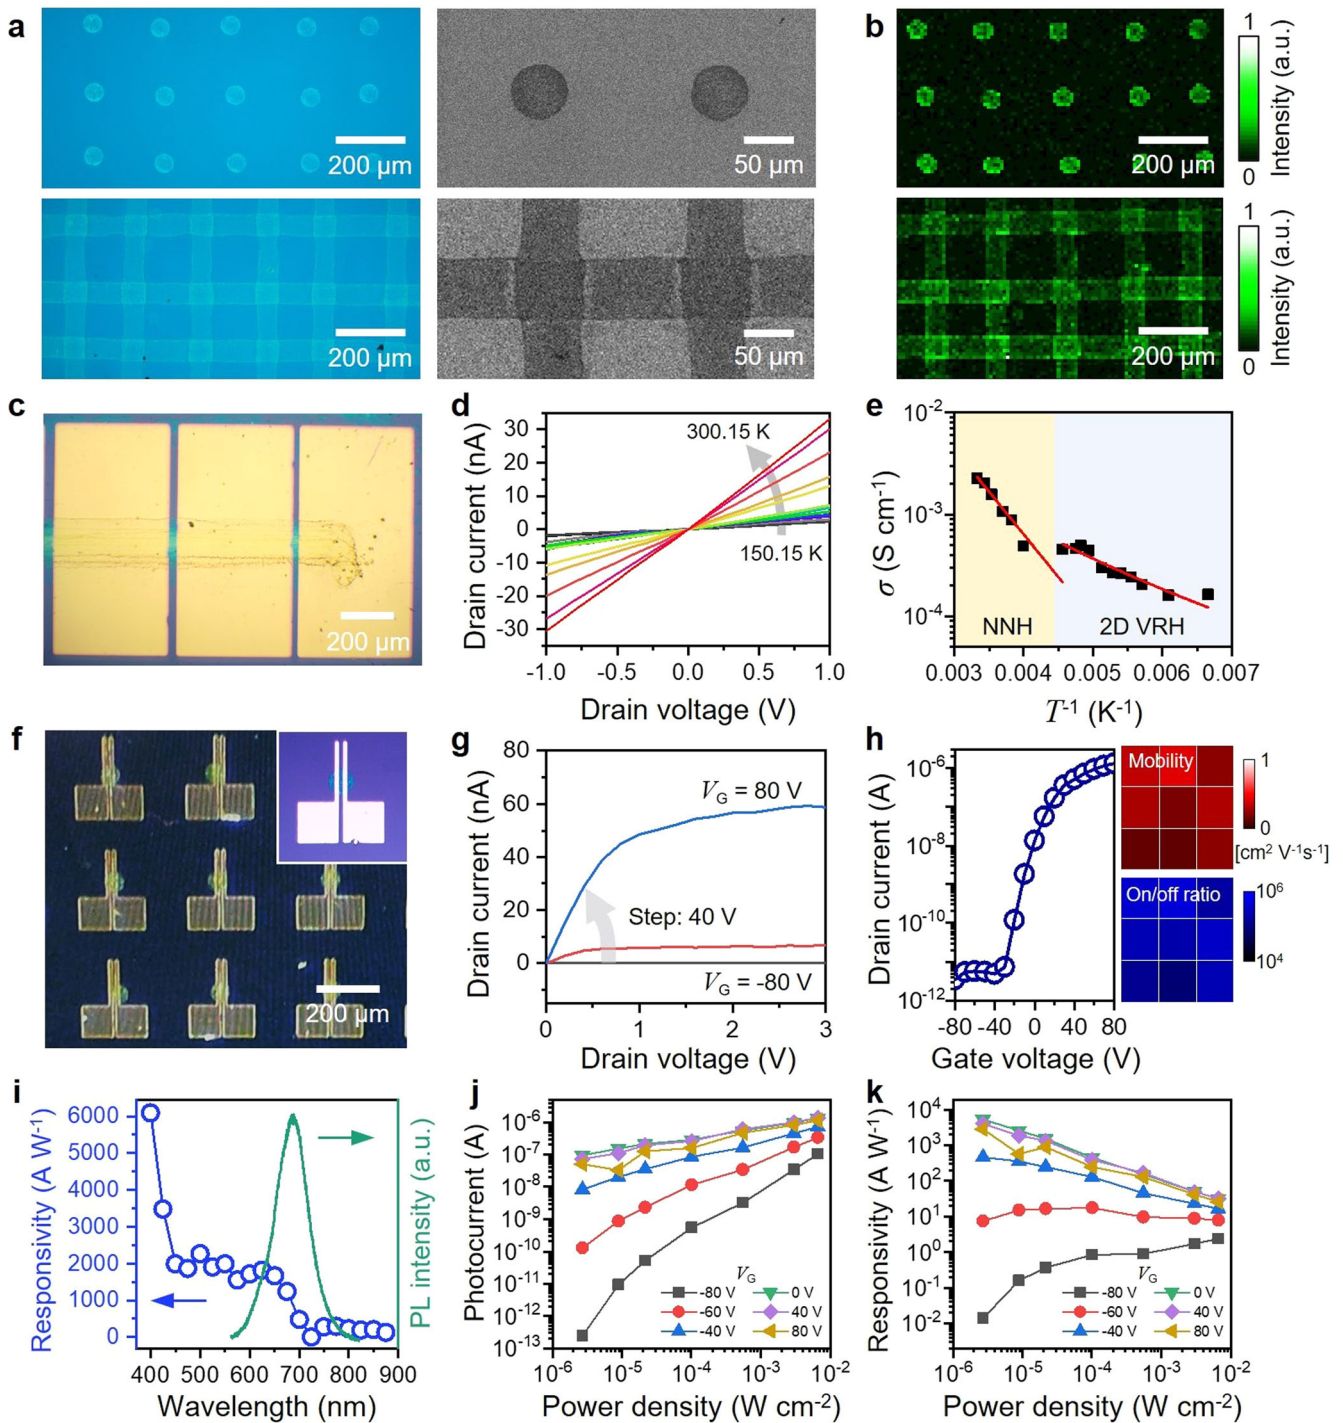 a
200 µm
50 µm
200 µm
50 µm
b
200 µm
1
Intensity (a.u.)
0
200 µm
1
Intensity (a.u.)
0
c
200 µm
d
Drain current (nA)
30
20
10
0
-10
-20
-30
300.15 K
150.15 K
-1.0 -0.5 0.0 0.5 1.0
Drain voltage (V)
e
σ (S cm⁻¹)
10⁻²
10⁻³
10⁻⁴
NNH
2D VRH
0.003 0.004 0.005 0.006 0.007
T⁻¹ (K⁻¹)
f
200 µm
g
Drain current (nA)
80
60
40
20
0
V_G = 80 V
Step: 40 V
V_G = -80 V
0 1 2 3
Drain voltage (V)
h
Drain current (A)
10⁻⁶
10⁻⁸
10⁻¹⁰
10⁻¹²
-80 -40 0 40 80
Gate voltage (V)
Mobility
1
0
[cm² V⁻¹s⁻¹]
On/off ratio
10⁶
10⁴
i
Responsivity (A W⁻¹)
6000
5000
4000
3000
2000
1000
0
PL intensity (a.u.)
400 500 600 700 800 900
Wavelength (nm)
j
Photocurrent (A)
10⁻⁶
10⁻⁷
10⁻⁸
10⁻⁹
10⁻¹⁰
10⁻¹¹
10⁻¹²
10⁻¹³
V_G
-80 V 0 V
-60 V 40 V
-40 V 80 V
10⁻⁶ 10⁻⁵ 10⁻⁴ 10⁻³ 10⁻²
Power density (W cm⁻²)
k
Responsivity (A W⁻¹)
10⁴
10³
10²
10¹
10⁰
10⁻¹
10⁻²
V_G
-80 V 0 V
-60 V 40 V
-40 V 80 V
10⁻⁶ 10⁻⁵ 10⁻⁴ 10⁻³ 10⁻²
Power density (W cm⁻²)